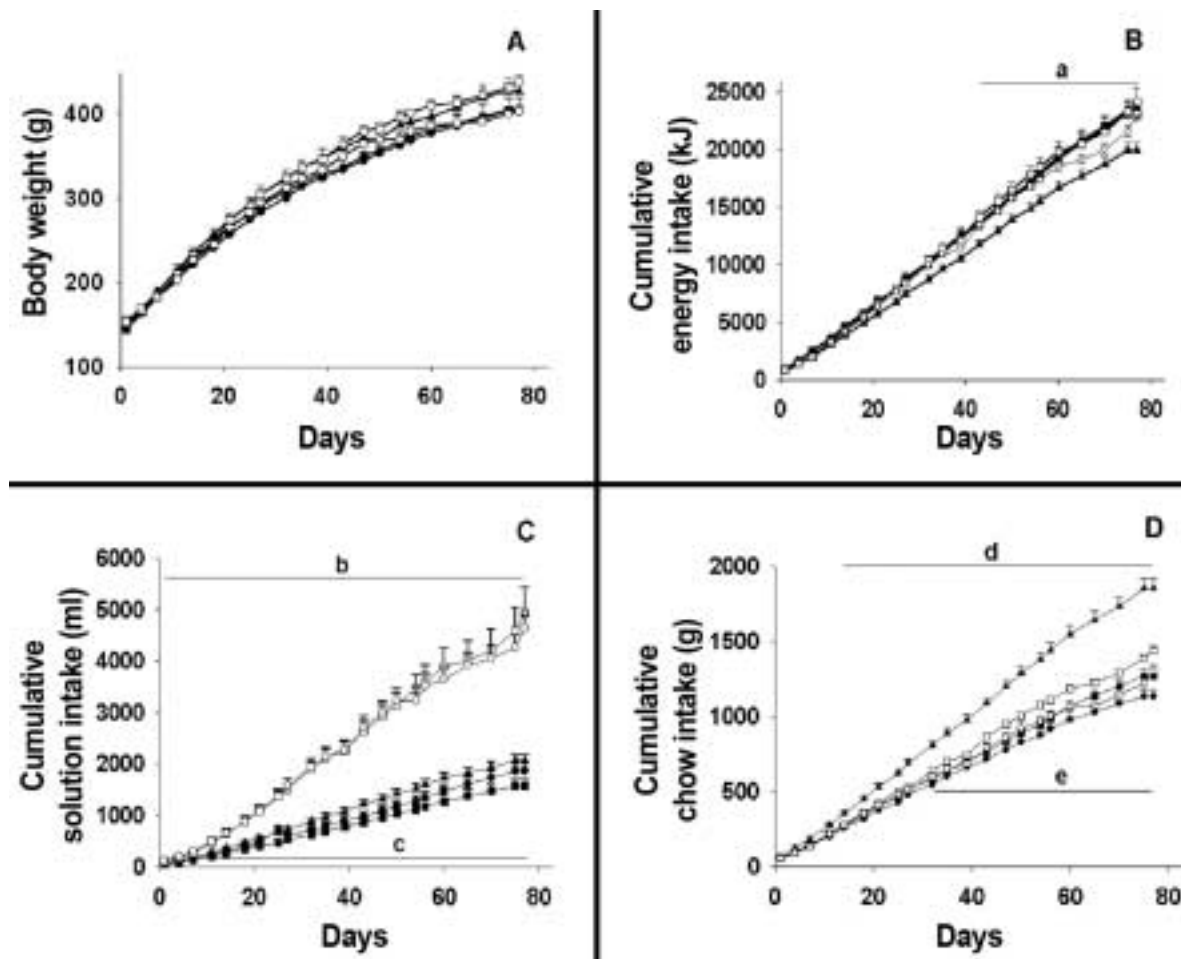 A
Body weight (g)
400
300
200
100
0 20 40 60 80
Days
B
a
Cumulative
energy intake (kJ)
25000
20000
15000
10000
5000
0
0 20 40 60 80
Days
C
b
Cumulative
solution intake (ml)
6000
5000
4000
3000
2000
1000
0
c
0 20 40 60 80
Days
D
d
Cumulative
chow intake (g)
2000
1500
1000
500
0
e
0 20 40 60 80
Days